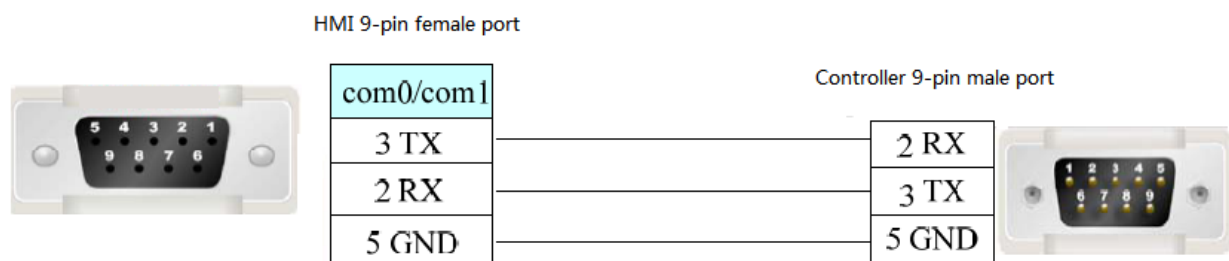 HMI 9-pin female port
Controller 9-pin male port
com0/com1
3 TX
2 RX
2 RX
3 TX
5 GND
5 GND
5 4 3 2 1
9 8 7 6
1 2 3 4 5
6 7 8 9